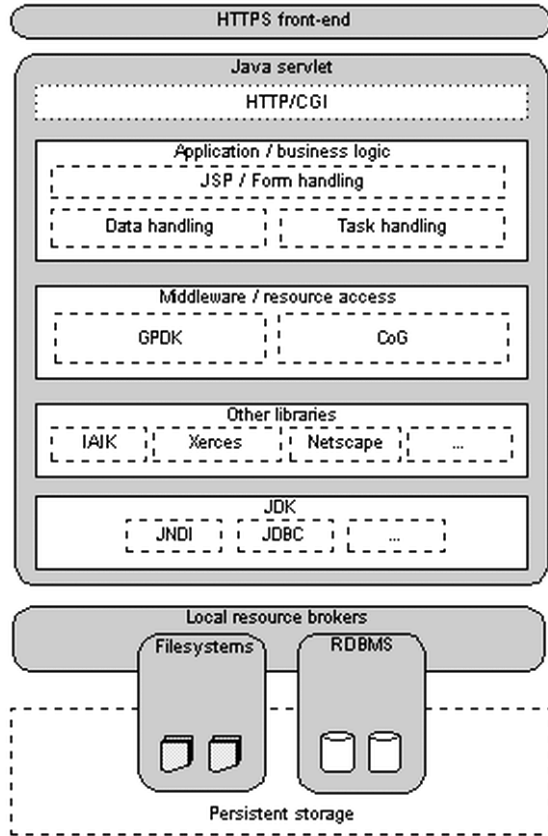 HTTPS front-end
Java servlet
HTTP/CGI
Application / business logic
JSP / Form handling
Data handling Task handling
Middleware / resource access
GPDK CoG
Other libraries
IAIK Xerces Netscape ...
JDK
JNDI JDBC ...
Local resource brokers
Filesystems RDBMS
Persistent storage